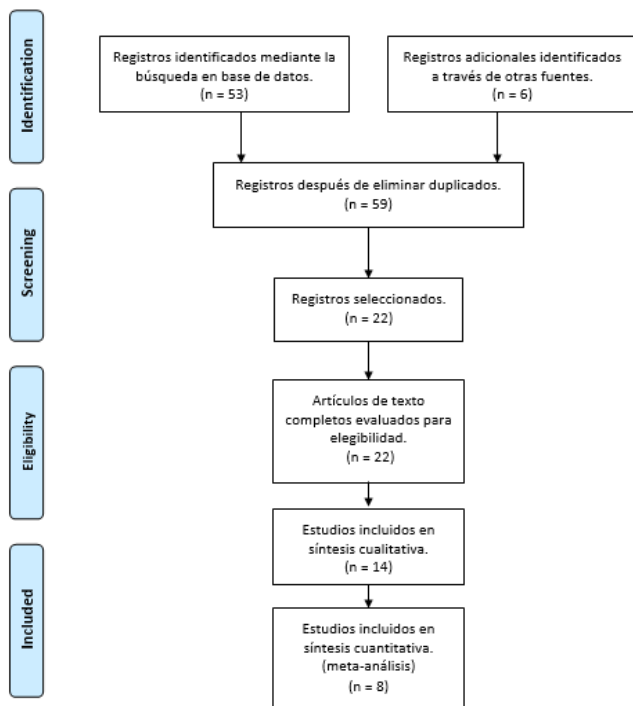 Identification
Registros identificados mediante la
búsqueda en base de datos.
(n = 53)
Registros adicionales identificados
a través de otras fuentes.
(n = 6)
Registros después de eliminar duplicados.
(n = 59)
Screening
Registros seleccionados.
(n = 22)
Eligibility
Artículos de texto
completos evaluados para
elegibilidad.
(n = 22)
Estudios incluidos en
síntesis cualitativa.
(n = 14)
Included
Estudios incluidos en
síntesis cuantitativa.
(meta-análisis)
(n = 8)